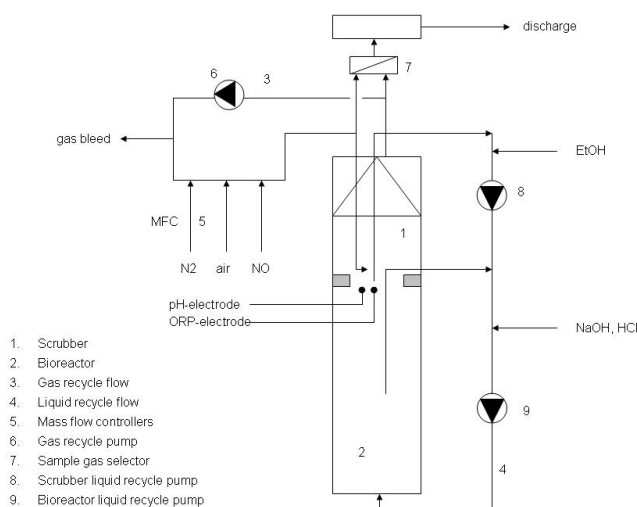 discharge
7
6
3
gas bleed
EtOH
8
MFC 5
1
N2 air NO
pH-electrode
ORP-electrode
NaOH, HCl
1. Scrubber
2. Bioreactor
3. Gas recycle flow
4. Liquid recycle flow
5. Mass flow controllers
6. Gas recycle pump
7. Sample gas selector
8. Scrubber liquid recycle pump
9. Bioreactor liquid recycle pump
9
2
4